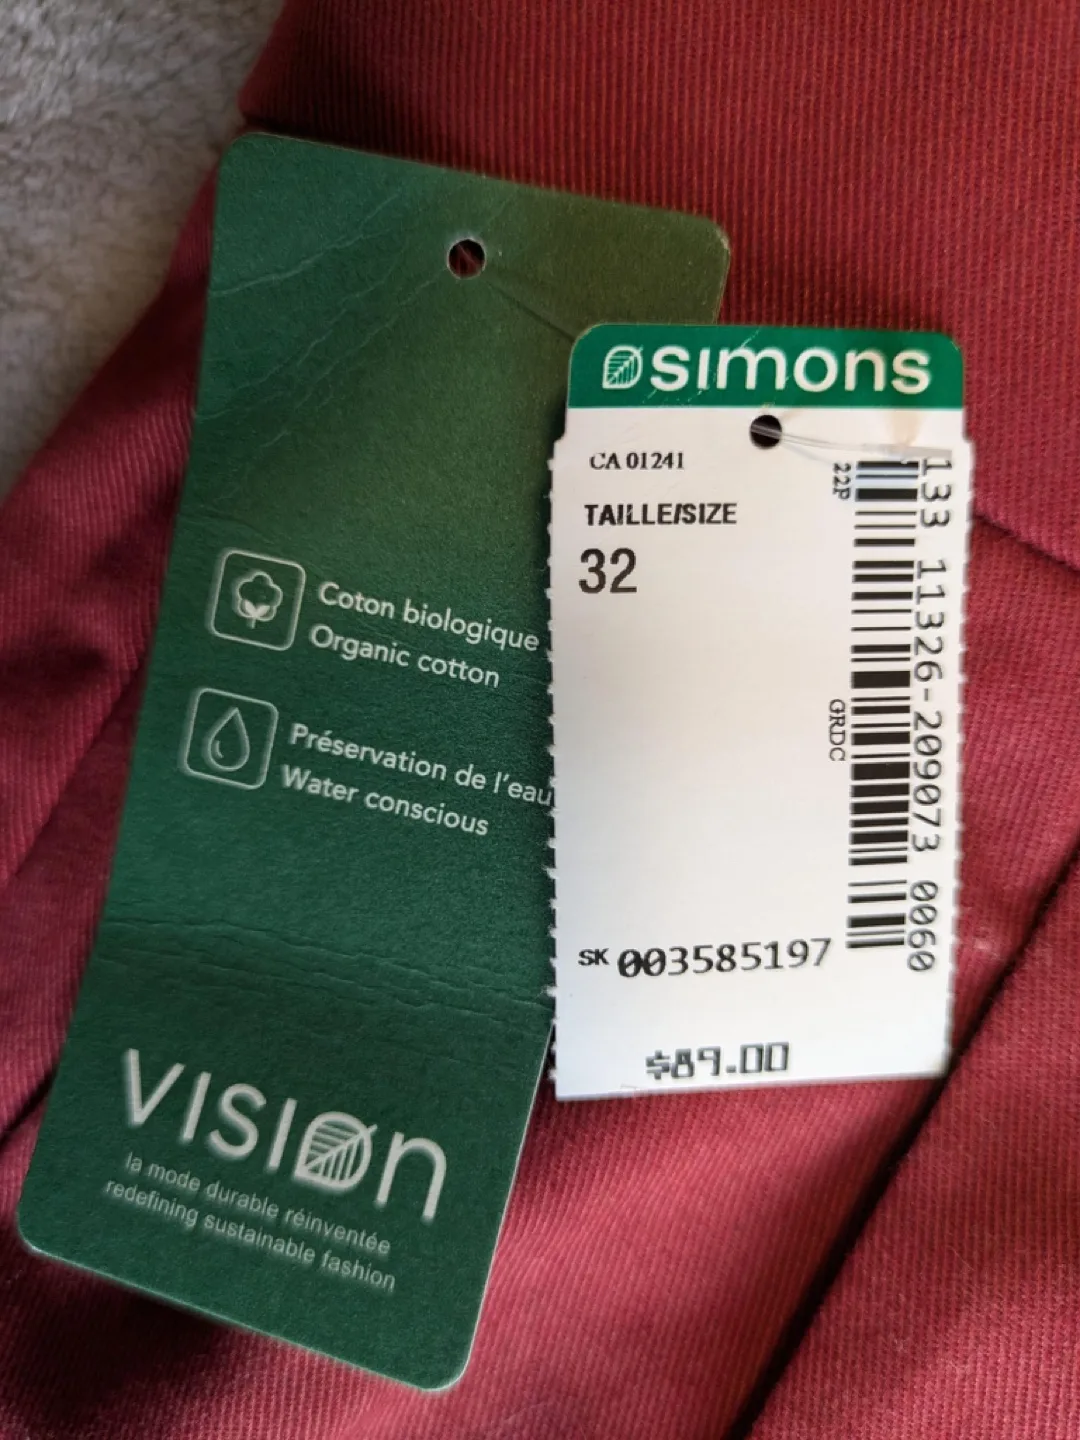 Coton biologique
Organic cotton
Préservation de l'eau
Water conscious
VISIOn
la mode durable réinventée
redefining sustainable fashion
simons
CA 01241
TAILLE/SIZE
32
22P
GRDC
133 11326-209073 0060
SK 003585197
$89.00